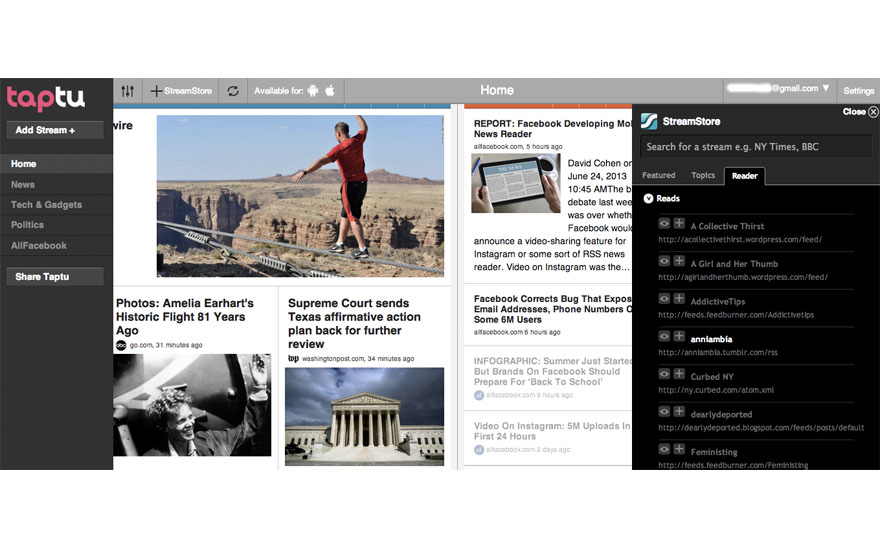 taptu
Add Stream +
Home
News
Tech & Gadgets
Politics
AllFacebook
Share Taptu
StreamStore
Available for:
Home
@gmail.com ▼
Settings
wire
Photos: Amelia Earhart's
Historic Flight 81 Years
Ago
abc go.com, 31 minutes ago
Supreme Court sends
Texas affirmative action
plan back for further
review
wp washingtonpost.com, 34 minutes ago
REPORT: Facebook Developing Mo
News Reader
allfacebook.com, 5 hours ago
THE NEWS
David Cohen on
June 24, 2013
10:45 AMThe b
debate last wee
was over wheth
Facebook woul
announce a video-sharing feature for
Instagram or some sort of RSS news
reader. Video on Instagram was the...
Facebook Corrects Bug That Expos
Email Addresses, Phone Numbers O
Some 6M Users
allfacebook.com 6 hours ago
INFOGRAPHIC: Summer Just Started
But Brands On Facebook Should
Prepare For 'Back To School'
af allfacebook.com 9 hours ago
Video On Instagram: 5M Uploads In
First 24 Hours
af allfacebook.com 2 days ago
Close
StreamStore
Search for a stream e.g. NY Times, BBC
Featured Topics Reader
Reads
A Collective Thirst
http://acollectivethirst.wordpress.com/feed/
A Girl and Her Thumb
http://agirlandherthumb.wordpress.com/feed/
AddictiveTips
http://feeds.feedburner.com/Addictivetips
anniambia
http://anniambia.tumblr.com/rss
Curbed NY
http://ny.curbed.com/atom.xml
dearlydeported
http://dearlydeported.blogspot.com/feeds/posts/default
Feministing
http://feeds.feedburner.com/Feministing